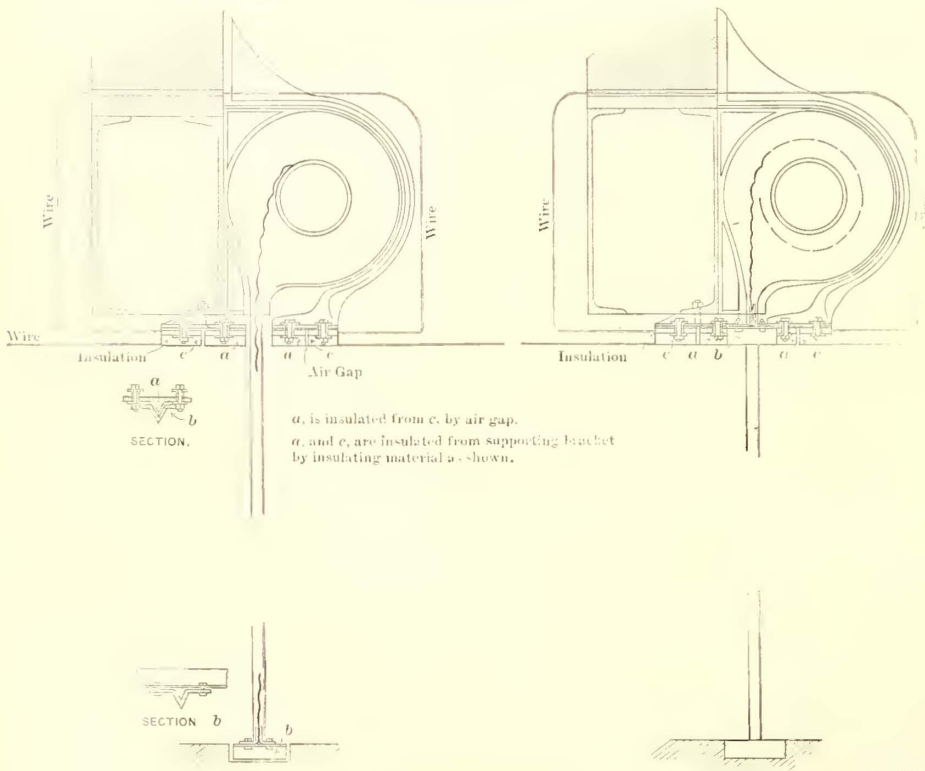 Wire
Wire
Wire
Wire
Insulation
c
a
a
c
Air Gap
a
b
SECTION.
a, is insulated from c, by air gap.
a, and c, are insulated from supporting bracket
by insulating material as shown.
Wire
Insulation
c
a
b
a
c
SECTION b
b